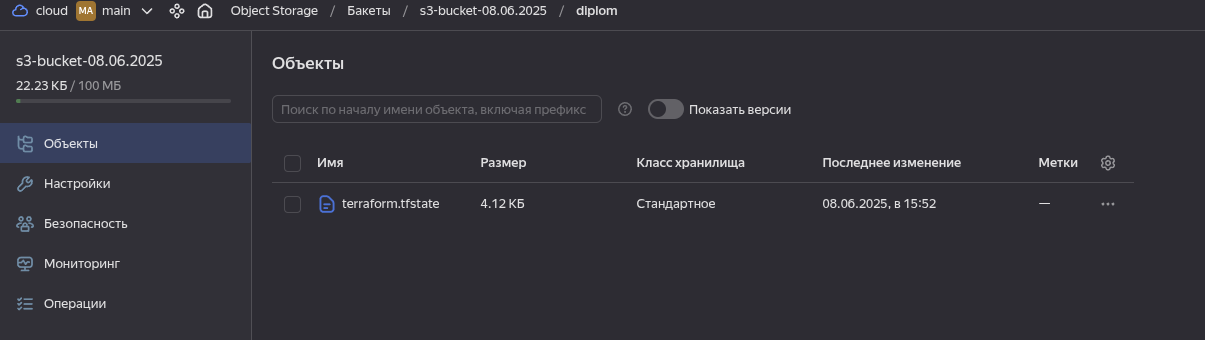 cloud MA main Object Storage / Бакеты / s3-bucket-08.06.2025 / diplom
s3-bucket-08.06.2025
22.23 КБ / 100 МБ
Объекты
Настройки
Безопасность
Мониторинг
Операции
Объекты
Поиск по началу имени объекта, включая префикс ? Показать версии
Имя Размер Класс хранилища Последнее изменение Метки
terraform.tfstate 4.12 КБ Стандартное 08.06.2025, в 15:52 —